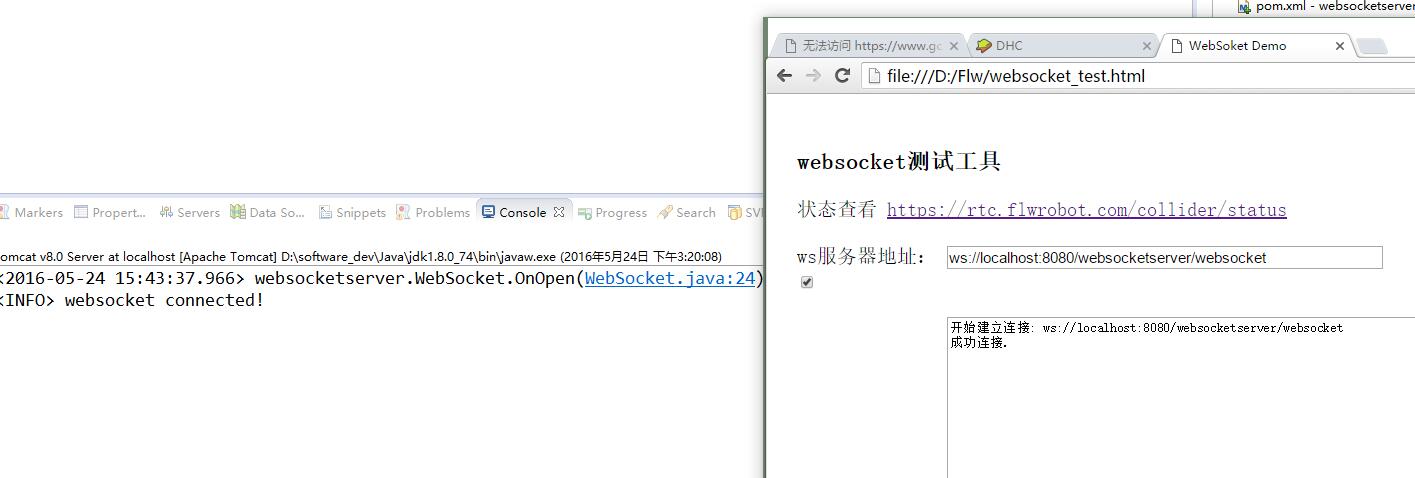 pom.xml - websocketserver
无法访问 https://www.gc
DHC
WebSoket Demo
file:///D:/Flw/websocket_test.html
websocket测试工具
状态查看 https://rtc.flwrobot.com/collider/status
ws服务器地址： ws://localhost:8080/websocketserver/websocket
开始建立连接: ws://localhost:8080/websocketserver/websocket
成功连接.
Markers Propert... Servers Data So... Snippets Problems Console Progress Search SV
omcat v8.0 Server at localhost [Apache Tomcat] D:\software_dev\Java\jdk1.8.0_74\bin\javaw.exe (2016年5月24日 下午3:20:08)
<2016-05-24 15:43:37.966> websocketserver.WebSocket.OnOpen(WebSocket.java:24)
<INFO> websocket connected!